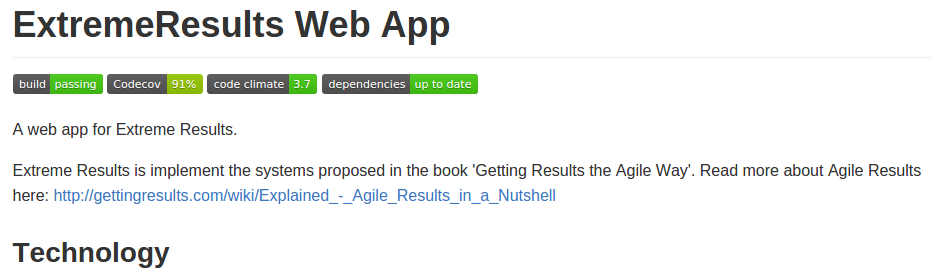 ExtremeResults Web App
build passing Codecov 91% code climate 3.7 dependencies up to date
A web app for Extreme Results.
Extreme Results is implement the systems proposed in the book 'Getting Results the Agile Way'. Read more about Agile Results
here: http://gettingresults.com/wiki/Explained_-_Agile_Results_in_a_Nutshell
Technology